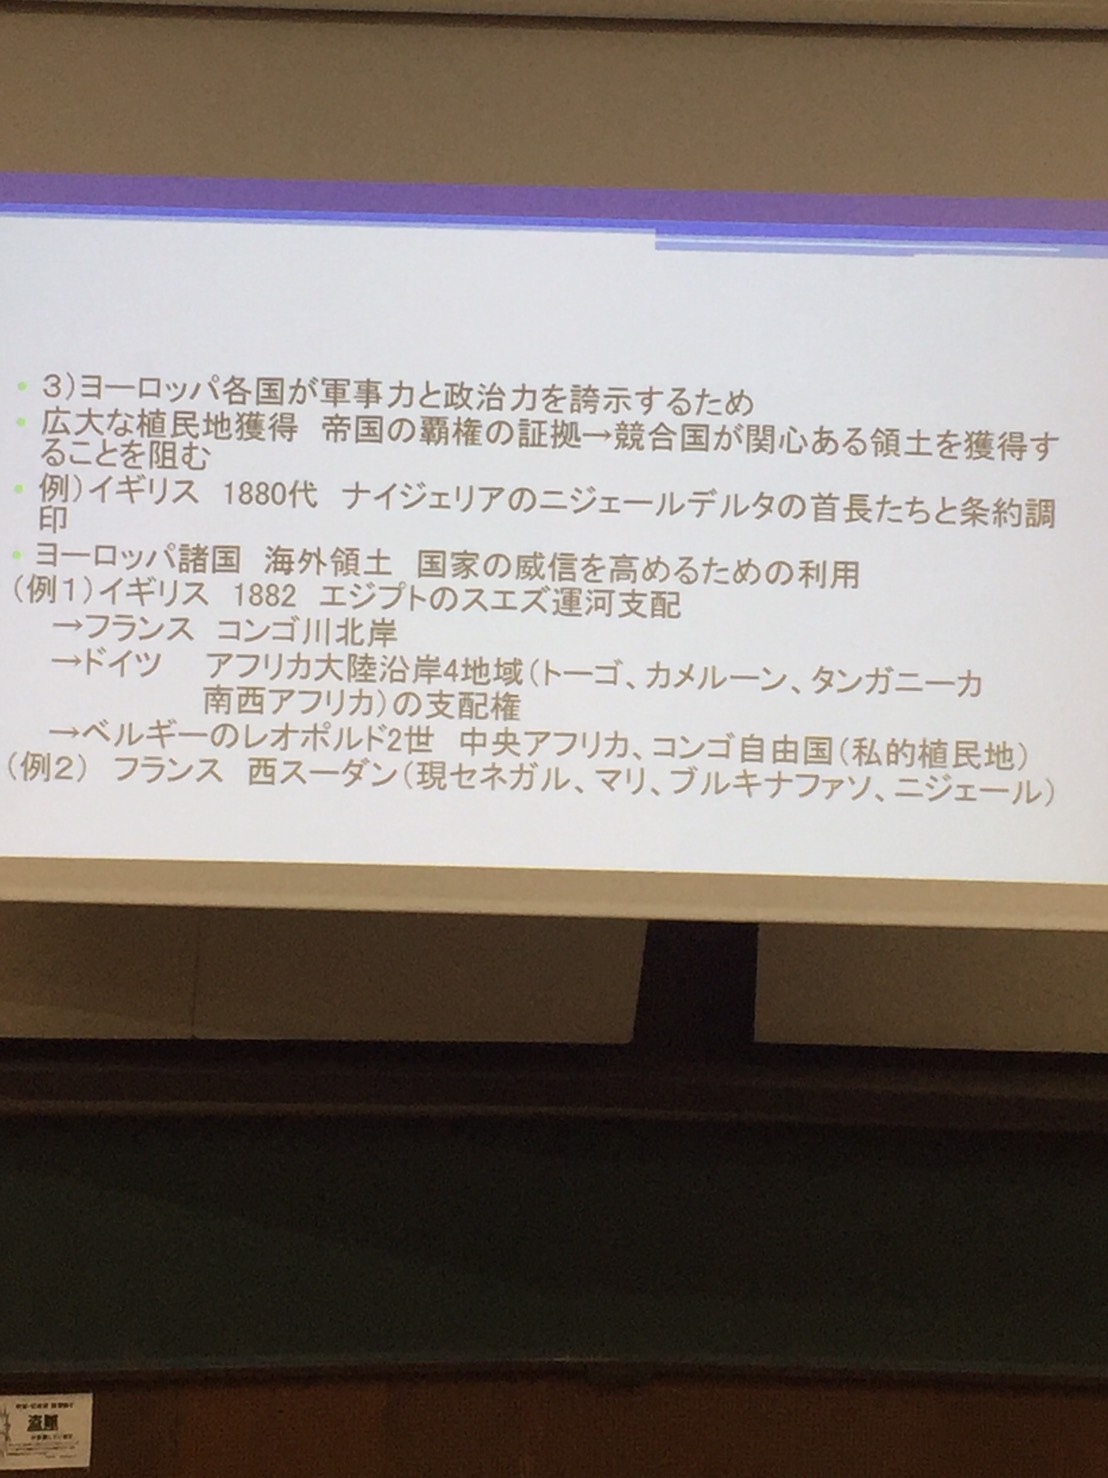 • 3)ヨーロッパ各国が軍事力と政治力を誇示するため
• 広大な植民地獲得　帝国の覇権の証拠→競合国が関心ある領土を獲得す
ることを阻む
• 例)イギリス　1880代　ナイジェリアのニジェールデルタの首長たちと条約調
印
• ヨーロッパ諸国　海外領土　国家の威信を高めるための利用
(例1)イギリス　1882　エジプトのスエズ運河支配
→フランス　コンゴ川北岸
→ドイツ　アフリカ大陸沿岸4地域(トーゴ、カメルーン、タンガニーカ
南西アフリカ)の支配権
→ベルギーのレオポルド2世　中央アフリカ、コンゴ自由国(私的植民地)
(例2)　フランス　西スーダン(現セネガル、マリ、ブルキナファソ、ニジェール)
盗難